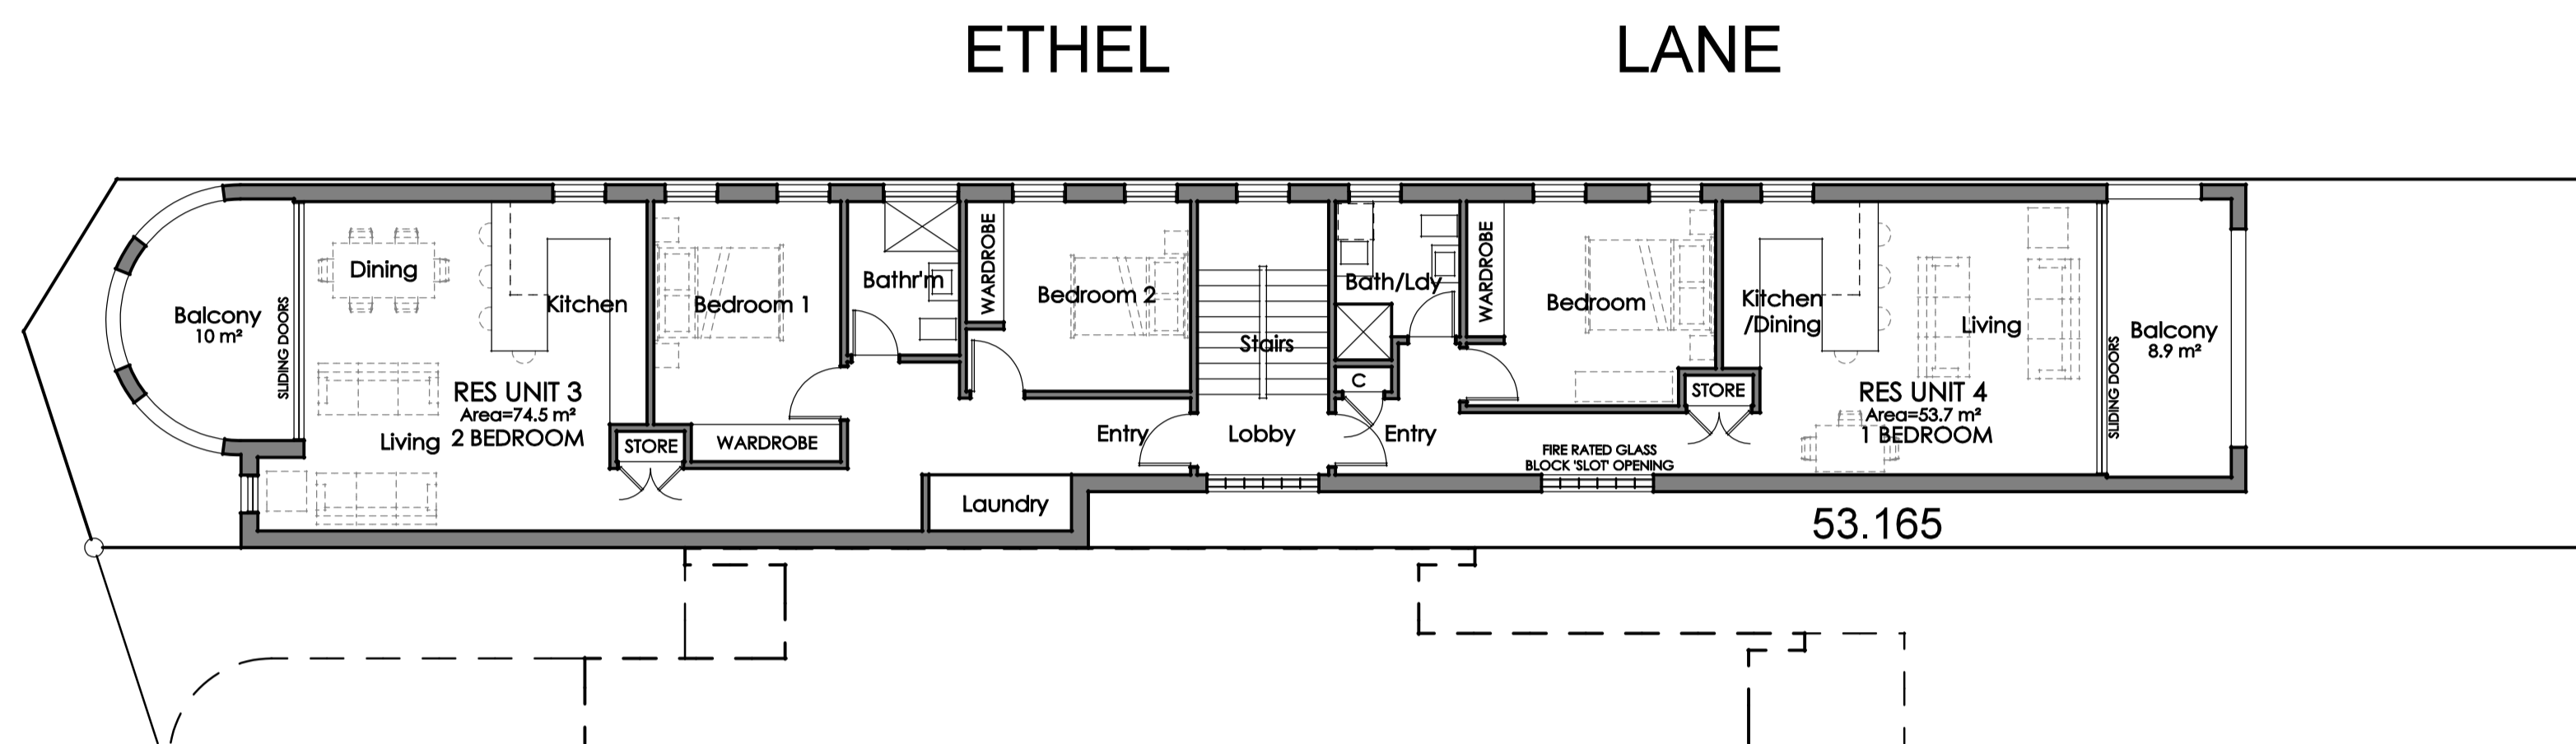 ETHEL LANE
Balcony
10 m²
SLIDING DOORS
Dining
Kitchen
RES UNIT 3
Area=74.5 m²
2 BEDROOM
Living
STORE
Bedroom 1
WARDROBE
Bathr'm
WARDROBE
Bedroom 2
Entry
Laundry
Stairs
Lobby
Bath/Ldy
C
Entry
WARDROBE
Bedroom
FIRE RATED GLASS
BLOCK 'SLOT' OPENING
STORE
Kitchen
/Dining
Living
RES UNIT 4
Area=53.7 m²
1 BEDROOM
SLIDING DOORS
Balcony
8.9 m²
53.165